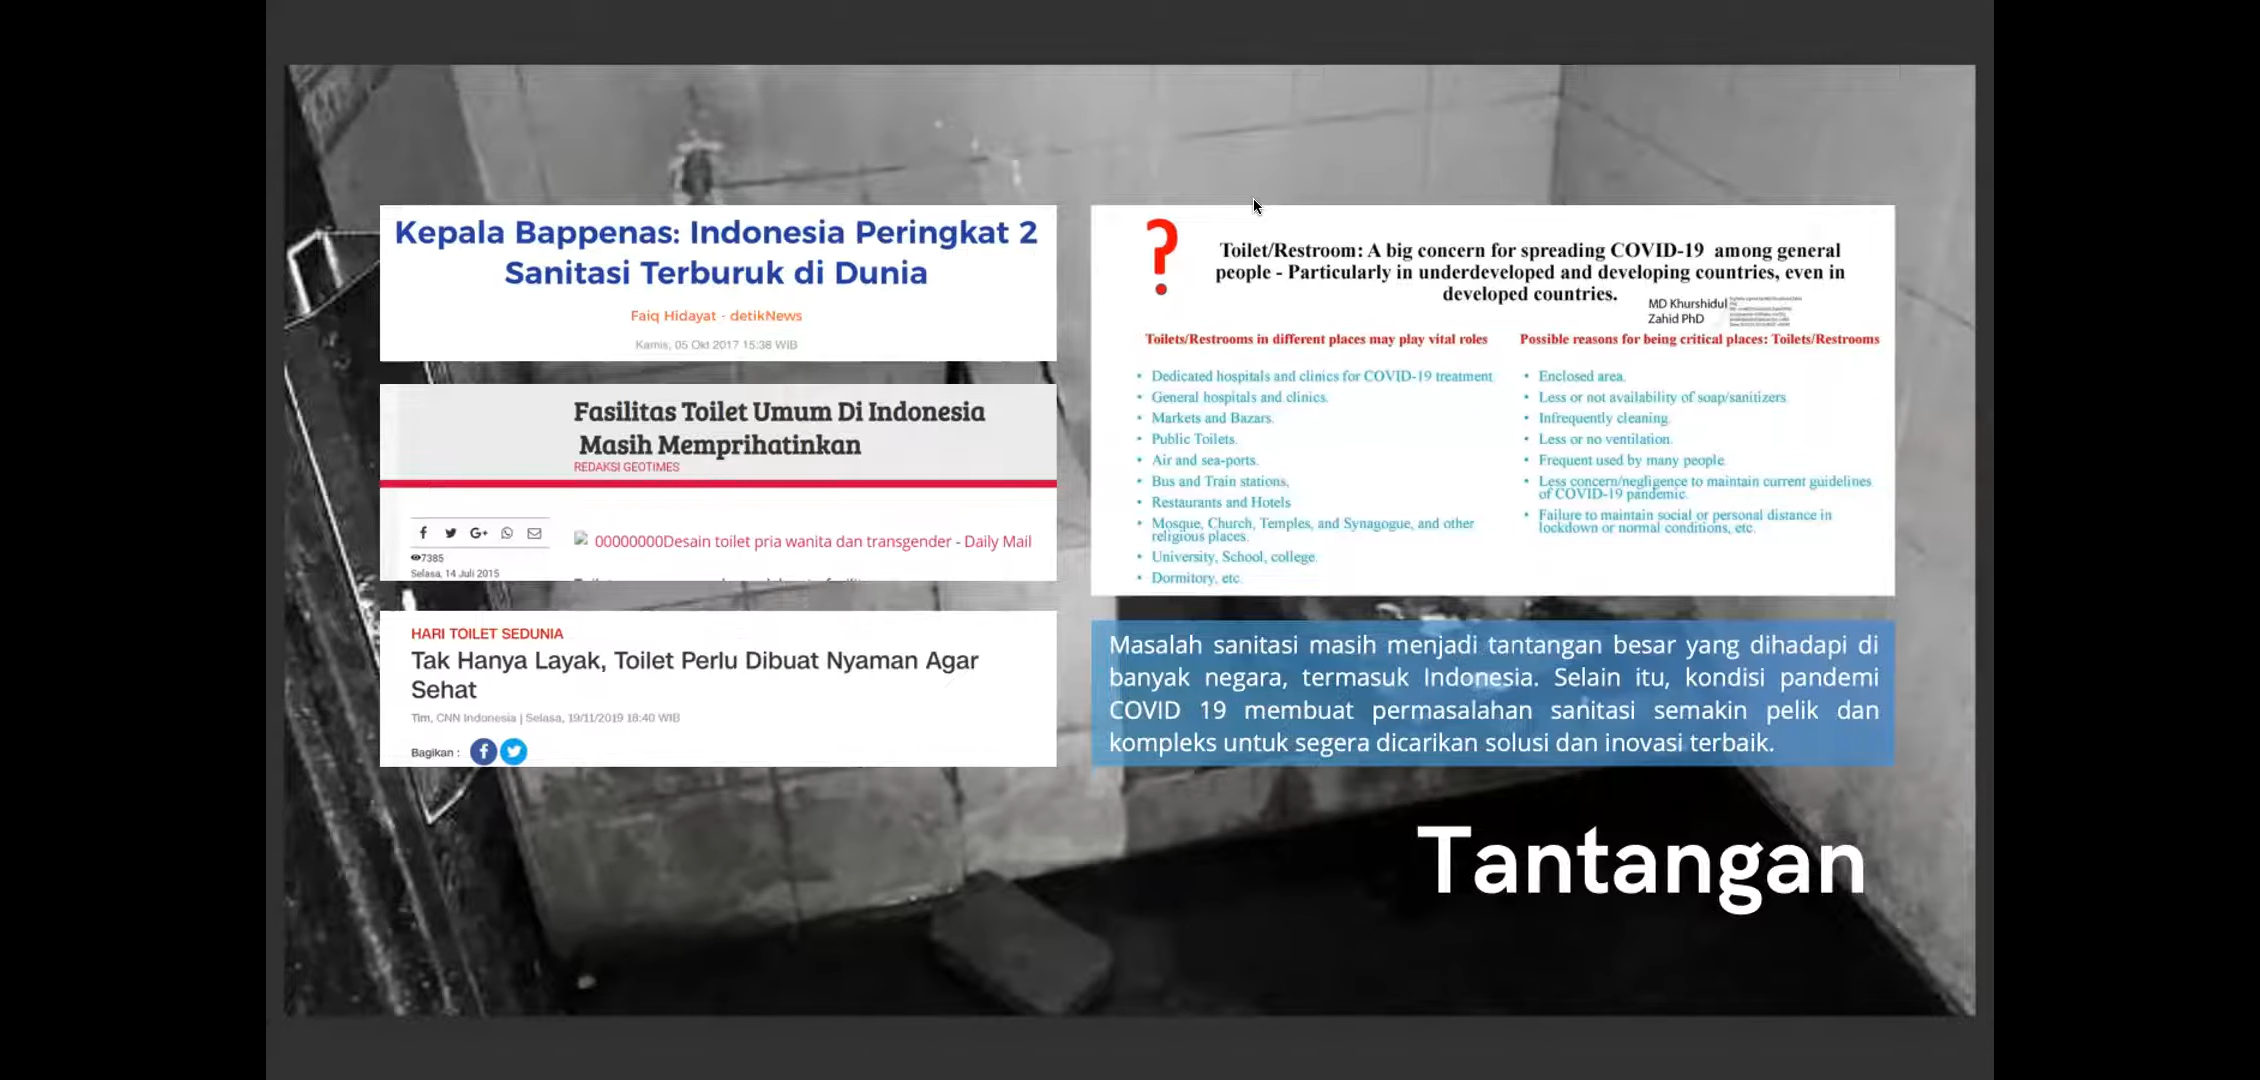 Kepala Bappenas: Indonesia Peringkat 2
Sanitasi Terburuk di Dunia
Faiq Hidayat - detikNews
Kamis, 05 Okt 2017 15:38 WIB
Fasilitas Toilet Umum Di Indonesia
Masih Memprihatinkan
REDAKSI GEOTIMES
00000000Desain toilet pria wanita dan transgender - Daily Mail
7385
Selasa, 14 Juli 2015
HARI TOILET SEDUNIA
Tak Hanya Layak, Toilet Perlu Dibuat Nyaman Agar
Sehat
Tim, CNN Indonesia | Selasa, 19/11/2019 18:40 WIB
Bagikan :
?
Toilet/Restroom: A big concern for spreading COVID-19 among general
people - Particularly in underdeveloped and developing countries, even in
developed countries.
MD Khurshidul
Zahid PhD
Toilets/Restrooms in different places may play vital roles
• Dedicated hospitals and clinics for COVID-19 treatment
• General hospitals and clinics.
• Markets and Bazars.
• Public Toilets.
• Air and sea-ports.
• Bus and Train stations,
• Restaurants and Hotels
• Mosque, Church, Temples, and Synagogue, and other
religious places.
• University, School, college.
• Dormitory, etc.
Possible reasons for being critical places: Toilets/Restrooms
• Enclosed area.
• Less or not availability of soap/sanitizers
• Infrequently cleaning.
• Less or no ventilation.
• Frequent used by many people.
• Less concern/negligence to maintain current guidelines
of COVID-19 pandemic.
• Failure to maintain social or personal distance in
lockdown or normal conditions, etc.
Masalah sanitasi masih menjadi tantangan besar yang dihadapi di
banyak negara, termasuk Indonesia. Selain itu, kondisi pandemi
COVID 19 membuat permasalahan sanitasi semakin pelik dan
kompleks untuk segera dicarikan solusi dan inovasi terbaik.
Tantangan